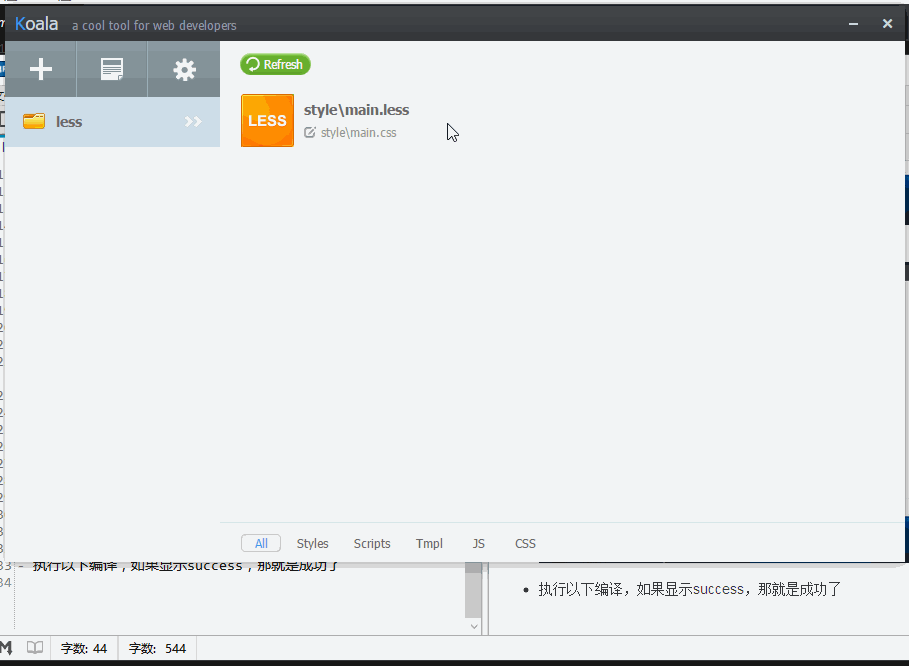 Koala a cool tool for web developers
Refresh
less
LESS
style\main.less
style\main.css
All Styles Scripts Tmpl JS CSS
- 执行以下编译，如果显示success，那就是成功了
34
• 执行以下编译，如果显示success，那就是成功了
字数: 44 字数: 544